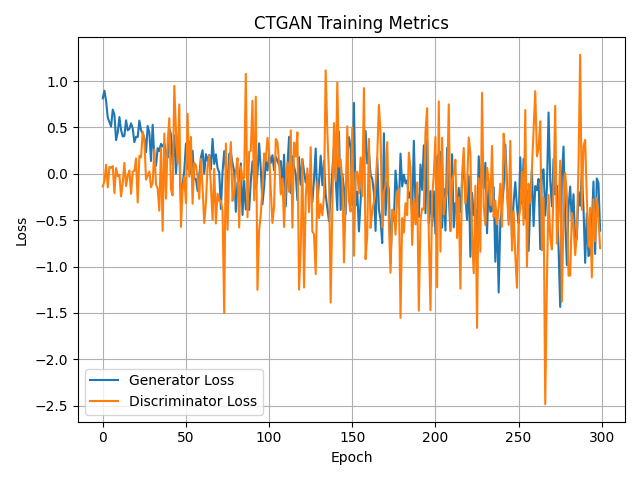 CTGAN Training Metrics
1.0
0.5
0.0
−0.5
−1.0
−1.5
−2.0
−2.5
Loss
Generator Loss
Discriminator Loss
0 50 100 150 200 250 300
Epoch